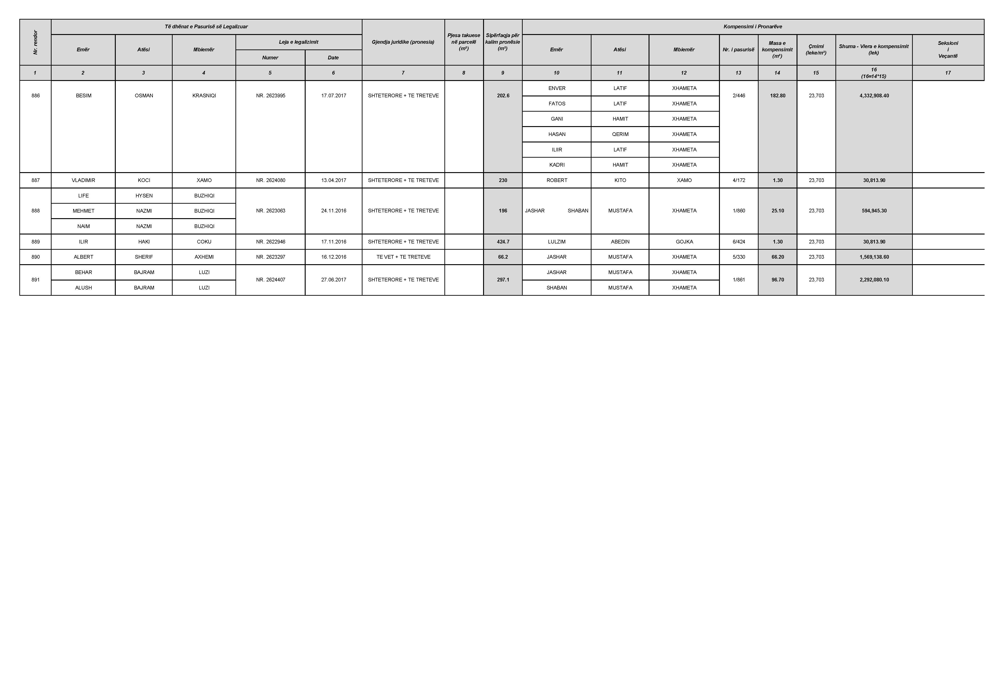 Nr. rendor
Të dhënat e Pasurisë së Legalizuar
Gjendja juridike (pronesia)
Pjesa takuese
në parcelë
(m²)
Sipërfaqja për
kalim pronësie
(m²)
Kompensimi i Pronarëve
Emër Atësi Mbiemër Leja e legalizimit
Numer Date
Emër Atësi Mbiemër Nr. i pasurisë
Masa e
kompensimit
(m²)
Çmimi
(leke/m²)
Shuma - Vlera e kompensimit
(lek)
Seksioni
i
Veçantë
1 2 3 4 5 6 7 8 9 10 11 12 13 14 15 16 17
(16=14*15)
886 BESIM OSMAN KRASNIQI NR. 2623995 17.07.2017 SHTETERORE + TE TRETEVE 202.6 ENVER LATIF XHAMETA 2/446 182.80 23,703 4,332,908.40
FATOS LATIF XHAMETA
GANI HAMIT XHAMETA
HASAN QERIM XHAMETA
ILIIR LATIF XHAMETA
KADRI HAMIT XHAMETA
887 VLADIMIR KOCI XAMO NR. 2624080 13.04.2017 SHTETERORE + TE TRETEVE 230 ROBERT KITO XAMO 4/172 1.30 23,703 30,813.90
LIFE HYSEN BUZHIQI
888 MEHMET NAZMI BUZHIQI NR. 2623063 24.11.2016 SHTETERORE + TE TRETEVE 196 JASHAR SHABAN MUSTAFA XHAMETA 1/860 25.10 23,703 594,945.30
NAIM NAZMI BUZHIQI
889 ILIR HAKI COKU NR. 2622946 17.11.2016 SHTETERORE + TE TRETEVE 424.7 LULZIM ABEDIN GOJKA 6/424 1.30 23,703 30,813.90
890 ALBERT SHERIF AXHEMI NR. 2623297 16.12.2016 TE VET + TE TRETEVE 66.2 JASHAR MUSTAFA XHAMETA 5/330 66.20 23,703 1,569,138.60
BEHAR BAJRAM LUZI JASHAR MUSTAFA XHAMETA
891 NR. 2624407 27.06.2017 SHTETERORE + TE TRETEVE 297.1 1/861 96.70 23,703 2,292,080.10
ALUSH BAJRAM LUZI SHABAN MUSTAFA XHAMETA